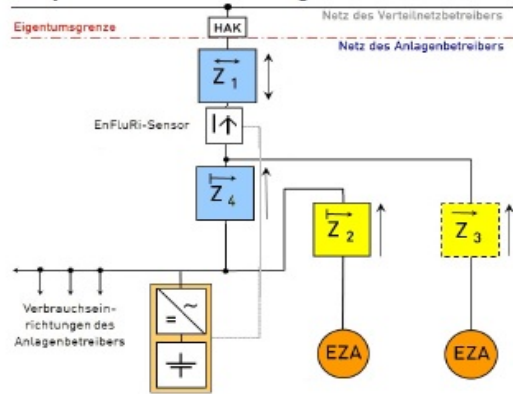 Netz des Verteilnetzbetreibers
Eigentumsgrenze
HAK
Netz des Anlagenbetreibers
Z 1
EnFluRi-Sensor
Z 4
Z 2
Z 3
Verbrauchsein-
richtungen des
Anlagenbetreibers
= ~
EZA
EZA